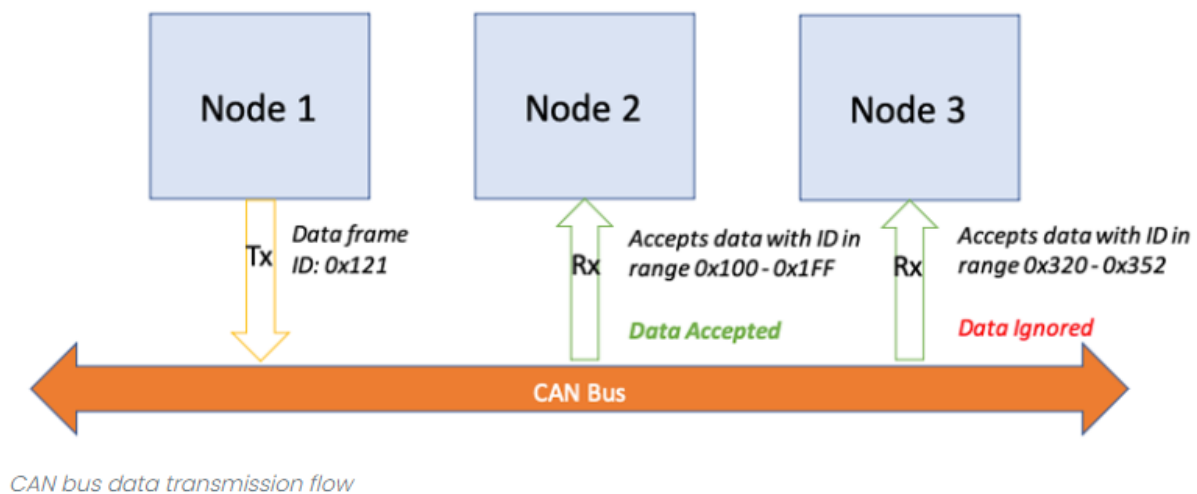 Node 1
Node 2
Node 3
Tx
Data frame
ID: 0x121
Rx
Accepts data with ID in
range 0x100 - 0x1FF
Data Accepted
Rx
Accepts data with ID in
range 0x320 - 0x352
Data Ignored
CAN Bus
CAN bus data transmission flow